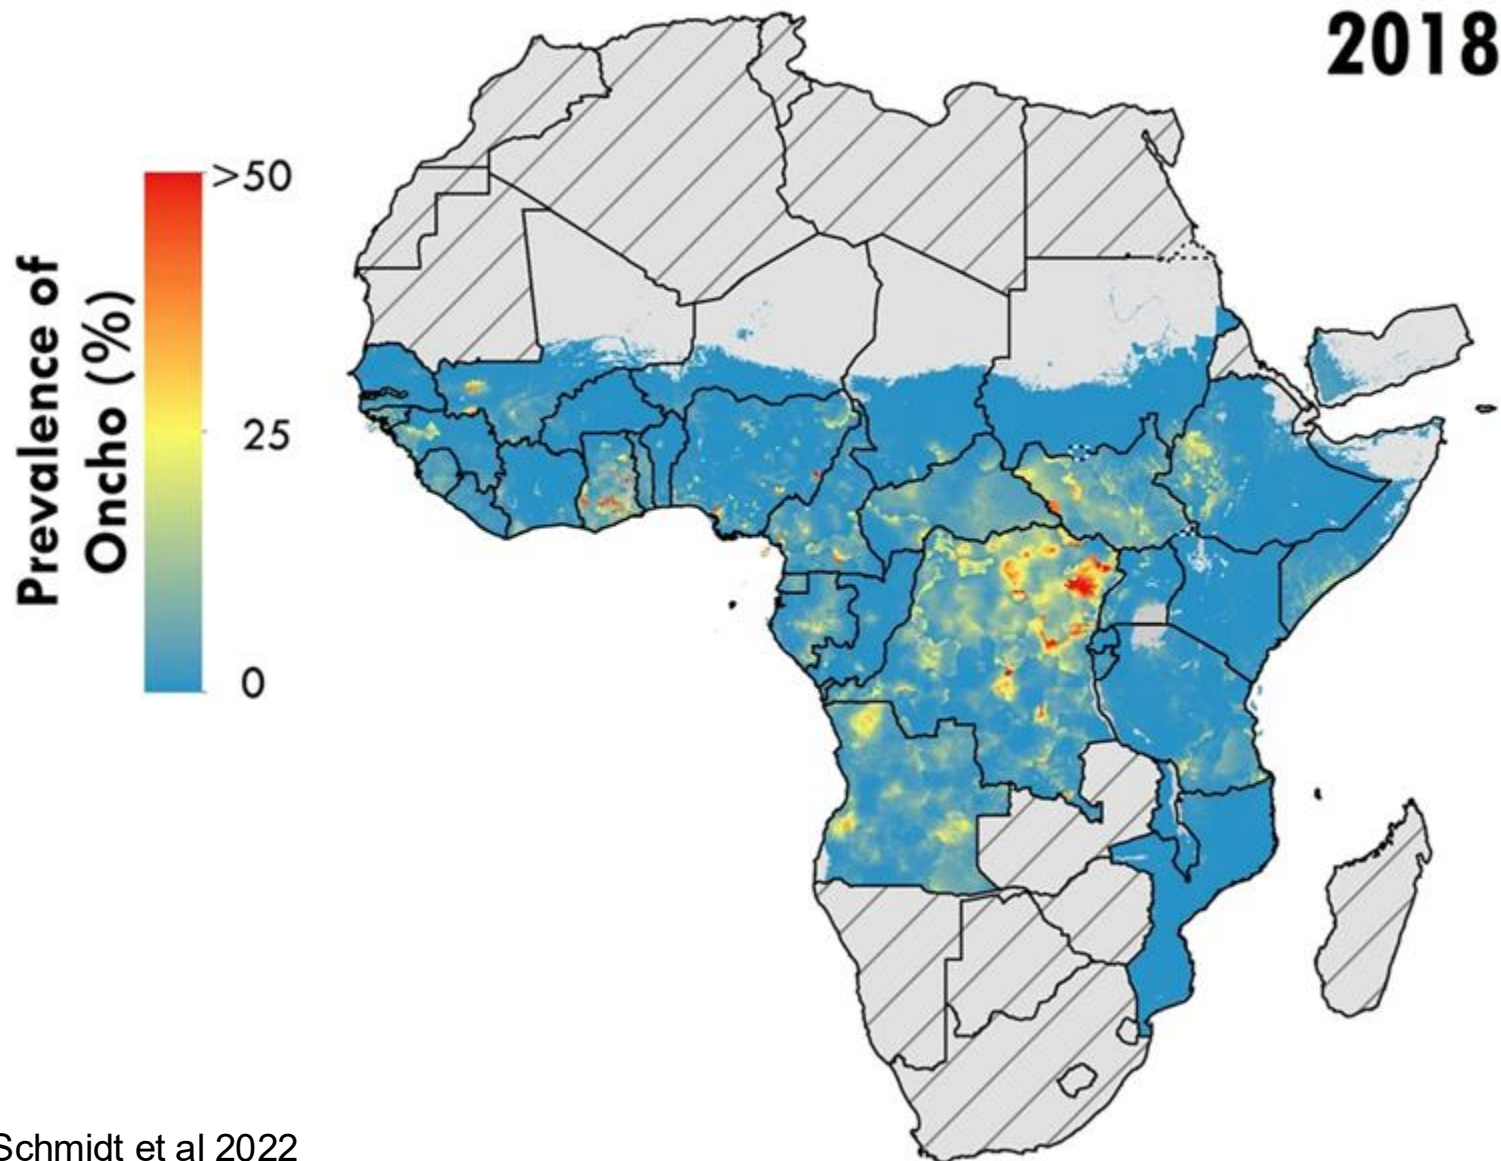 2018
>50
25
0
Prevalence of
Oncho (%)
Schmidt et al 2022